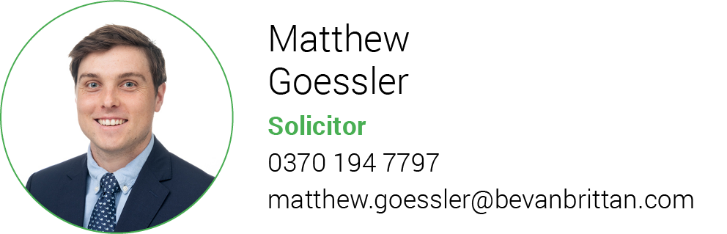 Matthew
Goessler
Solicitor
0370 194 7797
matthew.goessler@bevanbrittan.com